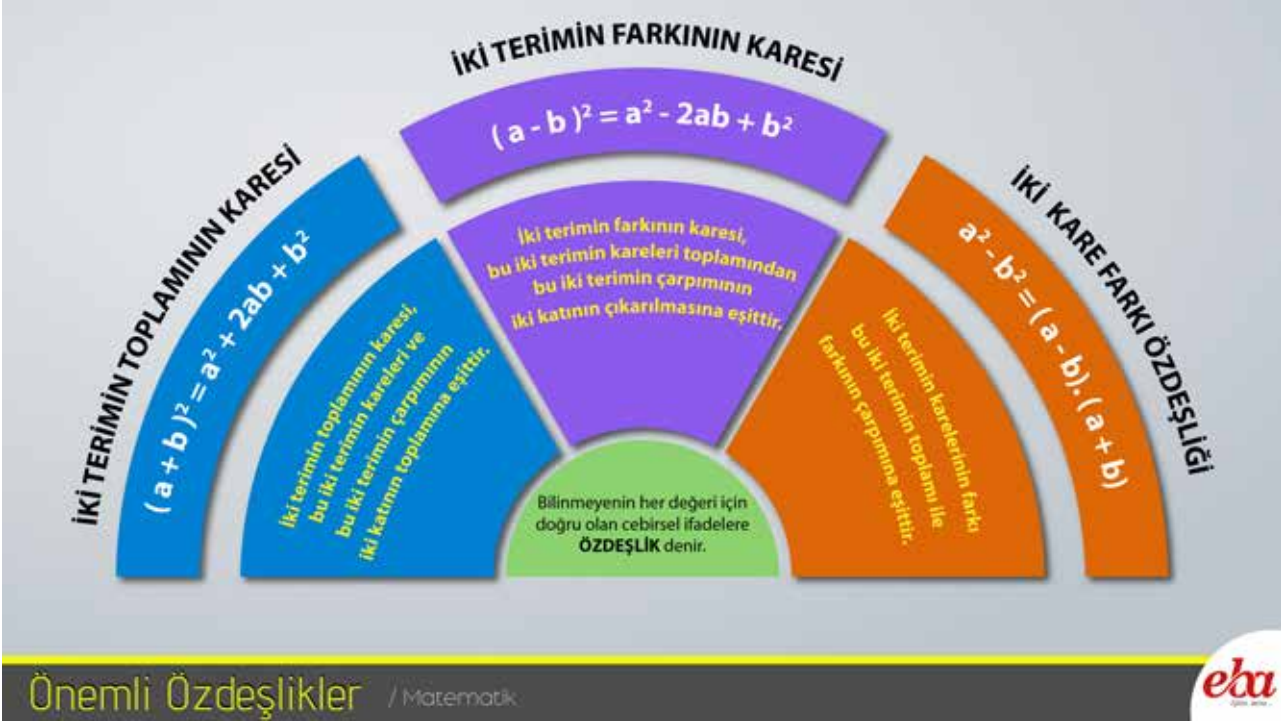 İKİ TERİMİN TOPLAMININ KARESİ
(a + b)² = a² + 2ab + b²
İki terimin toplamının karesi,
bu iki terimin kareleri ve
bu iki terimin çarpımının
iki katının toplamına eşittir.
İKİ TERİMİN FARKININ KARESİ
(a - b)² = a² - 2ab + b²
İki terimin farkının karesi,
bu iki terimin kareleri toplamından
bu iki terimin çarpımının
iki katının çıkarılmasına eşittir.
İKİ KARE FARKI ÖZDEŞLİĞİ
a² - b² = (a - b).(a + b)
İki terimin karelerinin farkı
bu iki terimin toplamı ile
farkının çarpımına eşittir.
Bilinmeyenin her değeri için
doğru olan cebirsel ifadelere
ÖZDEŞLİK denir.
Önemli Özdeşlikler / Matematik
eba